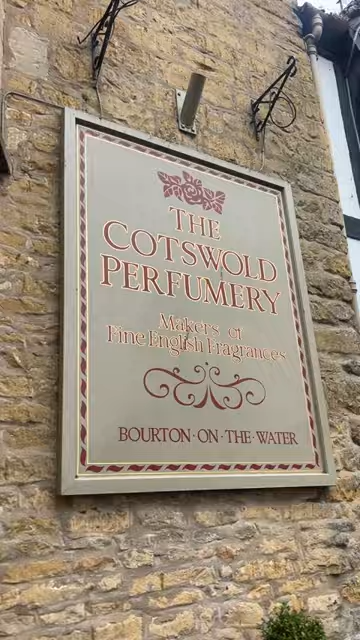 THE
COTSWOLD
PERFUMERY
Makers of
Fine English Fragrances
BOURTON·ON·THE·WATER